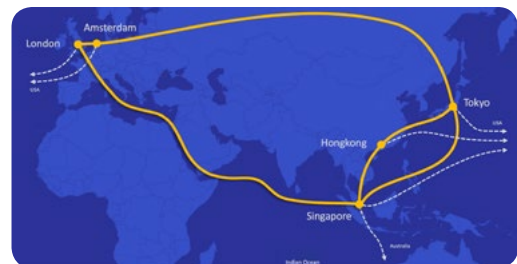 Amsterdam
London
USA
Tokyo
USA
Hongkong
Singapore
Australia
Indian Ocean